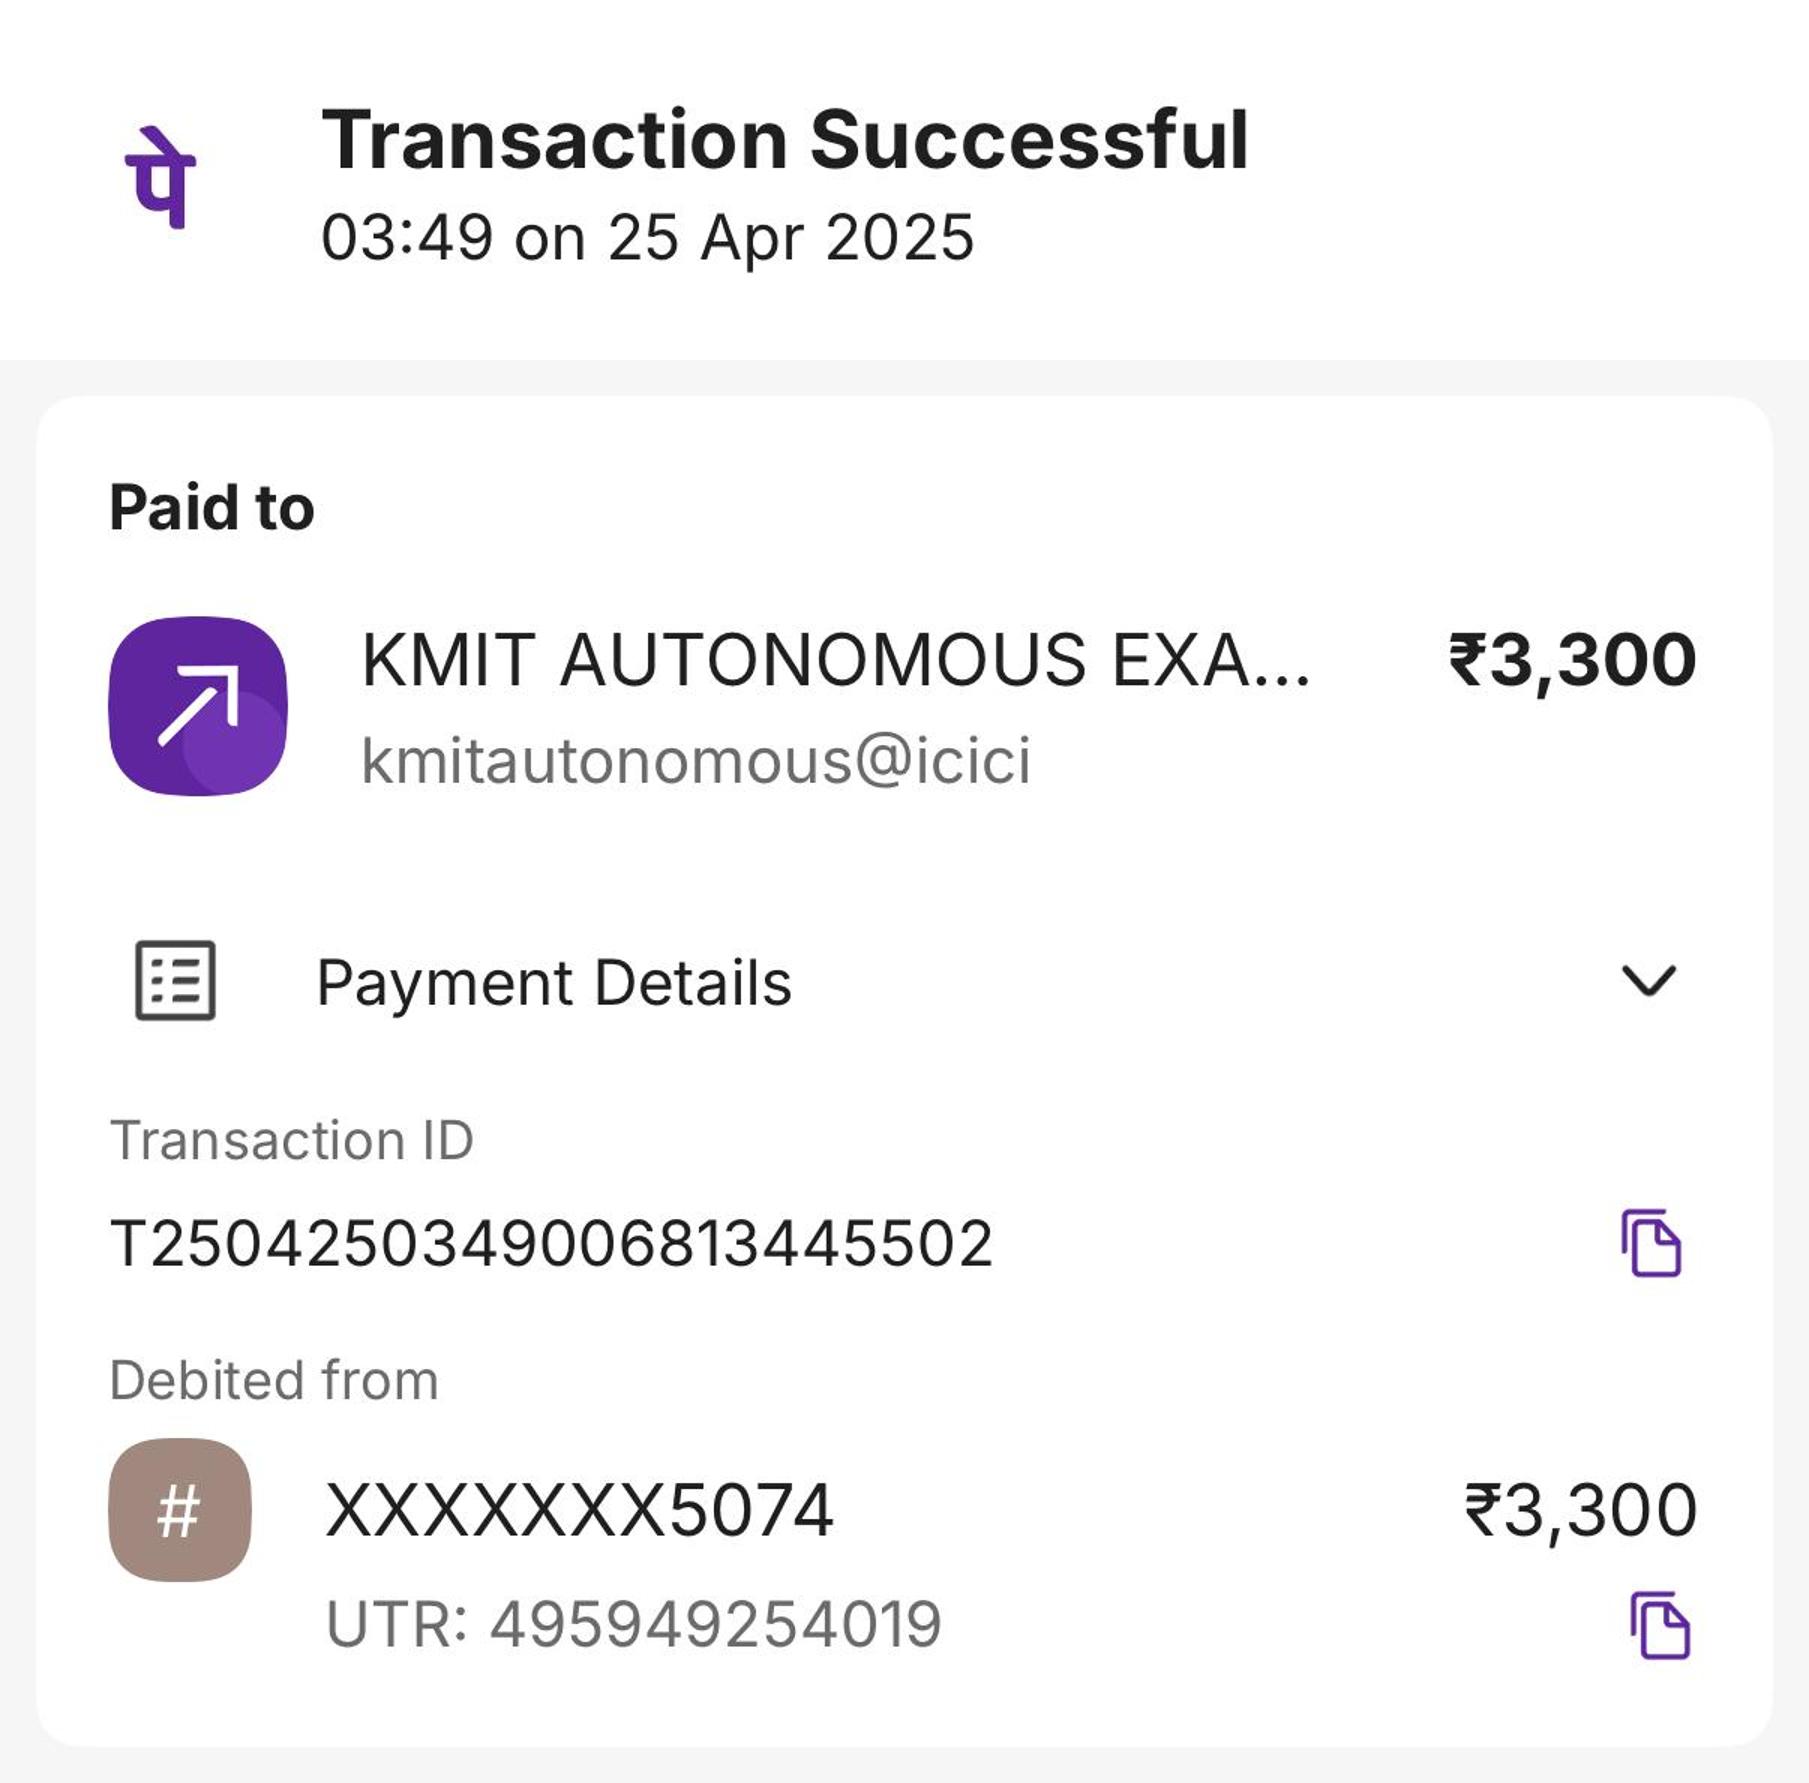 पे
Transaction Successful
03:49 on 25 Apr 2025
Paid to
KMIT AUTONOMOUS EXA... ₹3,300
kmitautonomous@icici
Payment Details
Transaction ID
T2504250349006813445502
Debited from
# XXXXXXX5074 ₹3,300
UTR: 495949254019